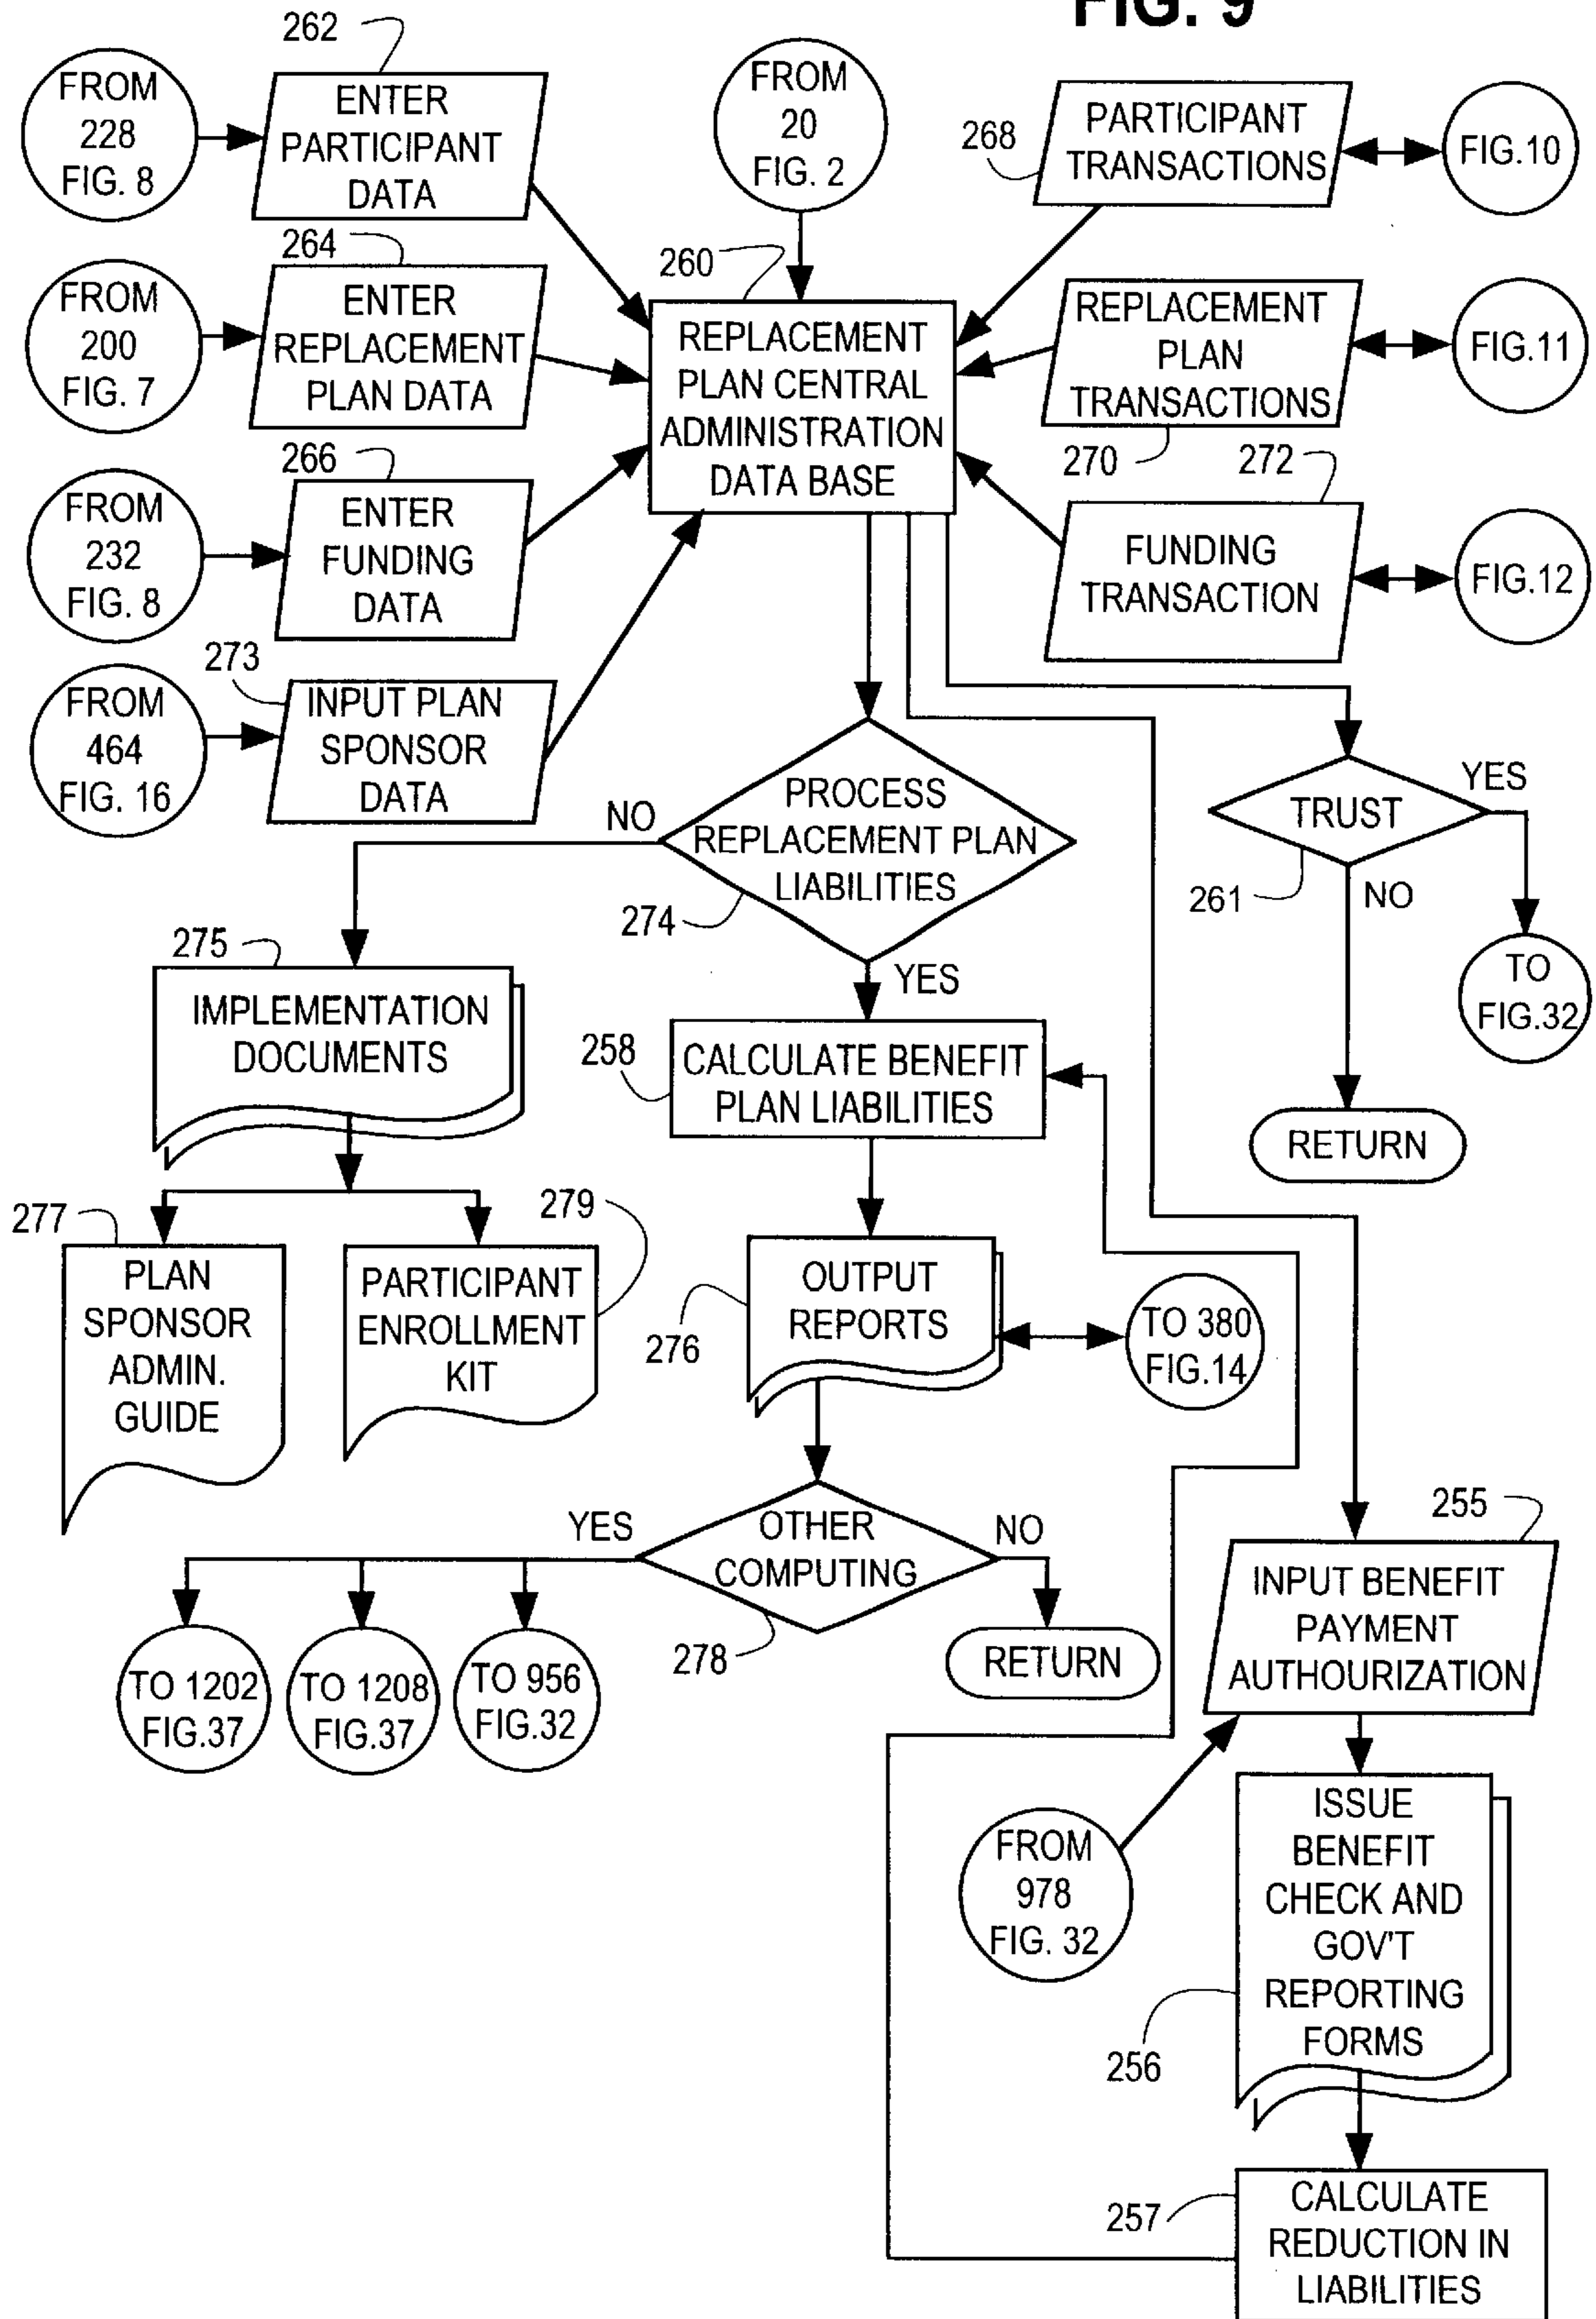 FIG. 9
262
FROM
228
FIG. 8
ENTER
PARTICIPANT
DATA
FROM
20
FIG. 2
268
PARTICIPANT
TRANSACTIONS
FIG.10
264
FROM
200
FIG. 7
ENTER
REPLACEMENT
PLAN DATA
260
REPLACEMENT
PLAN CENTRAL
ADMINISTRATION
DATA BASE
REPLACEMENT
PLAN
TRANSACTIONS
270
FIG.11
266
FROM
232
FIG. 8
ENTER
FUNDING
DATA
272
FUNDING
TRANSACTION
FIG.12
273
FROM
464
FIG. 16
INPUT PLAN
SPONSOR
DATA
NO
PROCESS
REPLACEMENT PLAN
LIABILITIES
274
YES
TRUST
YES
261
NO
TO
FIG.32
RETURN
275
IMPLEMENTATION
DOCUMENTS
258
CALCULATE BENEFIT
PLAN LIABILITIES
277
PLAN
SPONSOR
ADMIN.
GUIDE
279
PARTICIPANT
ENROLLMENT
KIT
276
OUTPUT
REPORTS
TO 380
FIG.14
YES
OTHER
COMPUTING
NO
278
RETURN
TO 1202
FIG.37
TO 1208
FIG.37
TO 956
FIG.32
255
INPUT BENEFIT
PAYMENT
AUTHOURIZATION
FROM
978
FIG. 32
ISSUE
BENEFIT
CHECK AND
GOV'T
REPORTING
FORMS
256
257
CALCULATE
REDUCTION IN
LIABILITIES